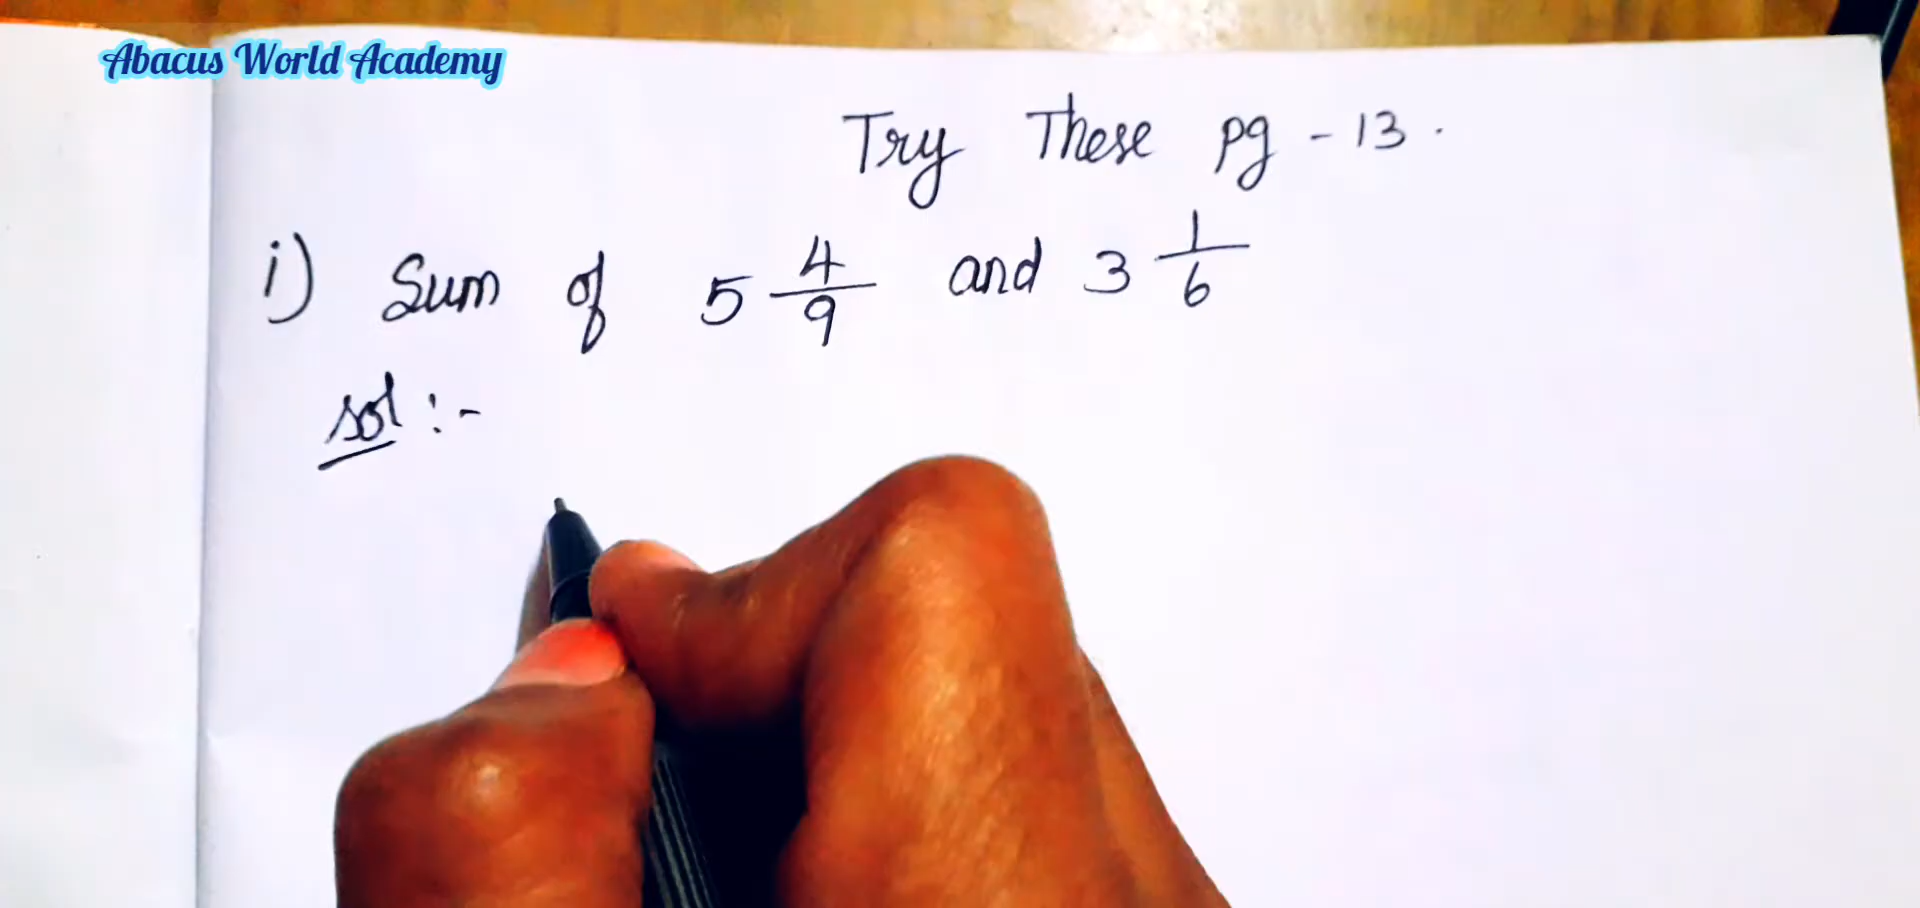 Abacus World Academy
Try These pg - 13.
i) Sum of 5 4/9 and 3 1/6
sol :-